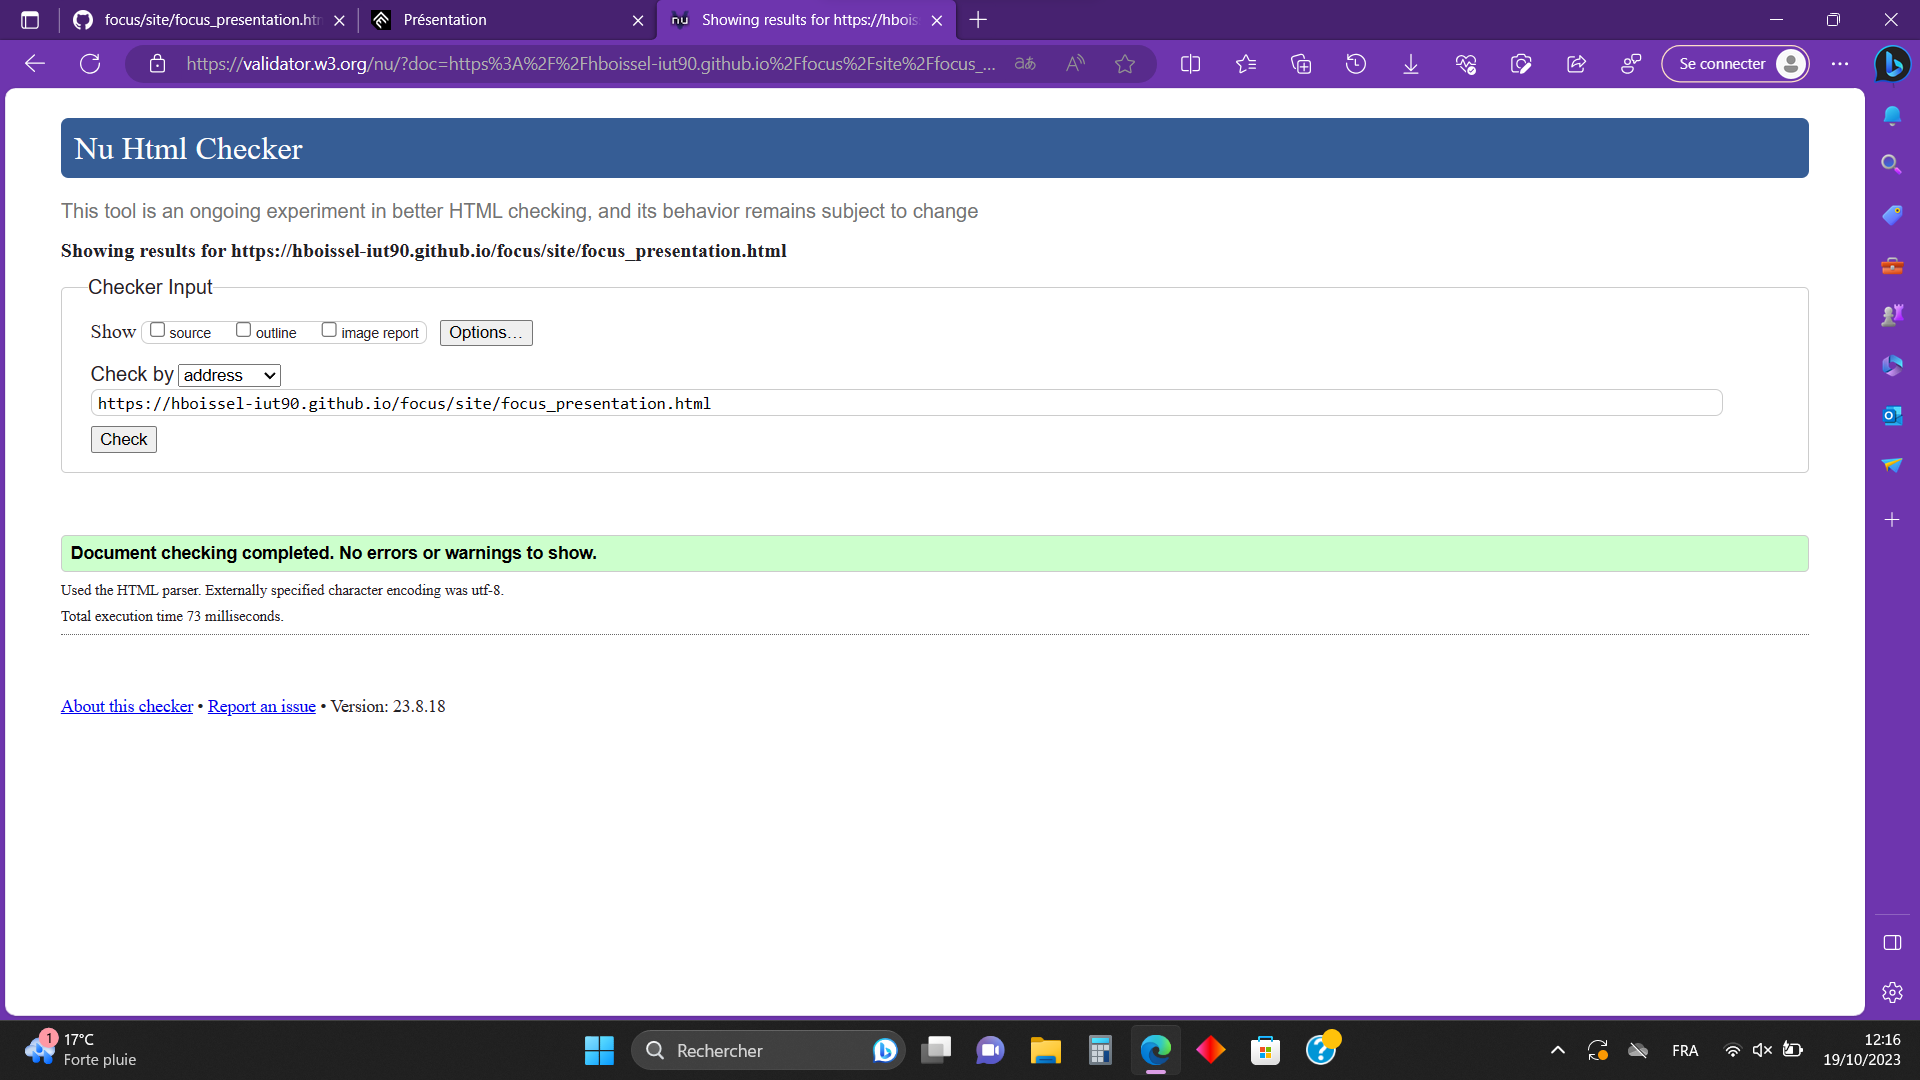 focus/site/focus_presentation.htm
Présentation
Showing results for https://hbois
https://validator.w3.org/nu/?doc=https%3A%2F%2Fhboissel-iut90.github.io%2Ffocus%2Fsite%2Ffocus_...
Se connecter
Nu Html Checker
This tool is an ongoing experiment in better HTML checking, and its behavior remains subject to change
Showing results for https://hboissel-iut90.github.io/focus/site/focus_presentation.html
Checker Input
Show source outline image report Options...
Check by address
https://hboissel-iut90.github.io/focus/site/focus_presentation.html
Check
Document checking completed. No errors or warnings to show.
Used the HTML parser. Externally specified character encoding was utf-8.
Total execution time 73 milliseconds.
About this checker • Report an issue • Version: 23.8.18
1
17°C
Forte pluie
Rechercher
FRA
12:16
19/10/2023